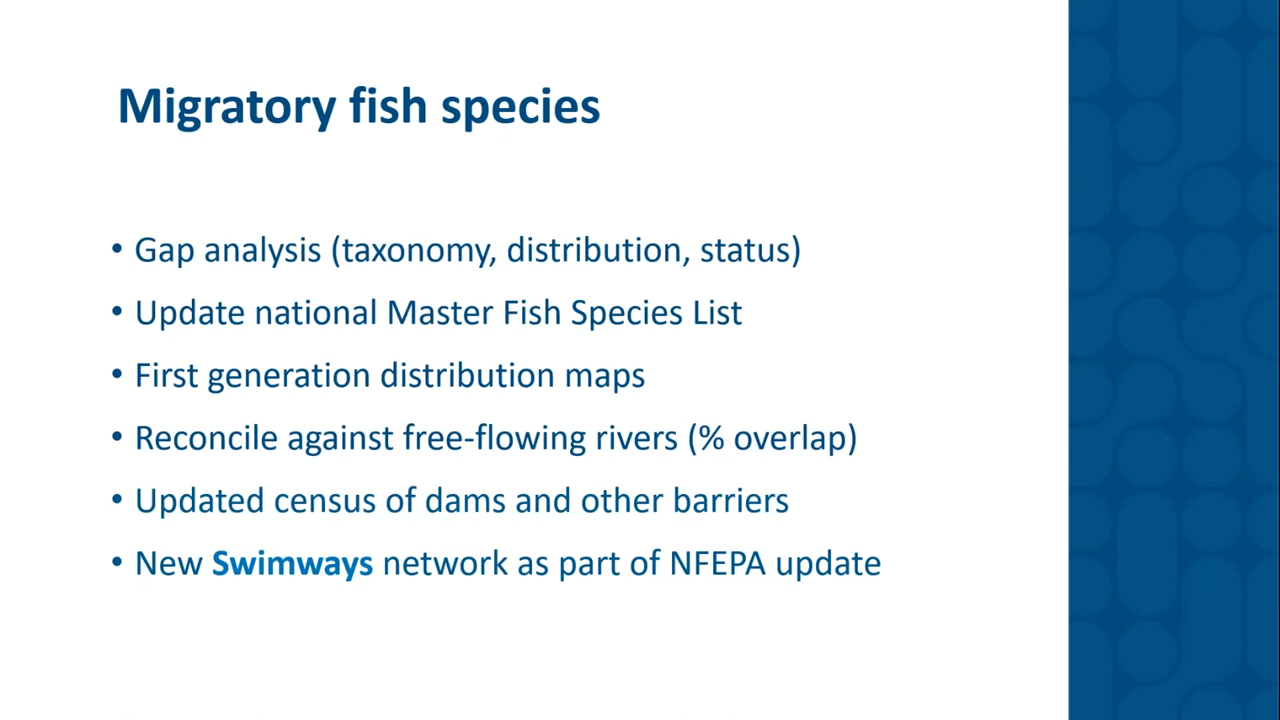 Migratory fish species
• Gap analysis (taxonomy, distribution, status)
• Update national Master Fish Species List
• First generation distribution maps
• Reconcile against free-flowing rivers (% overlap)
• Updated census of dams and other barriers
• New Swimways network as part of NFEPA update